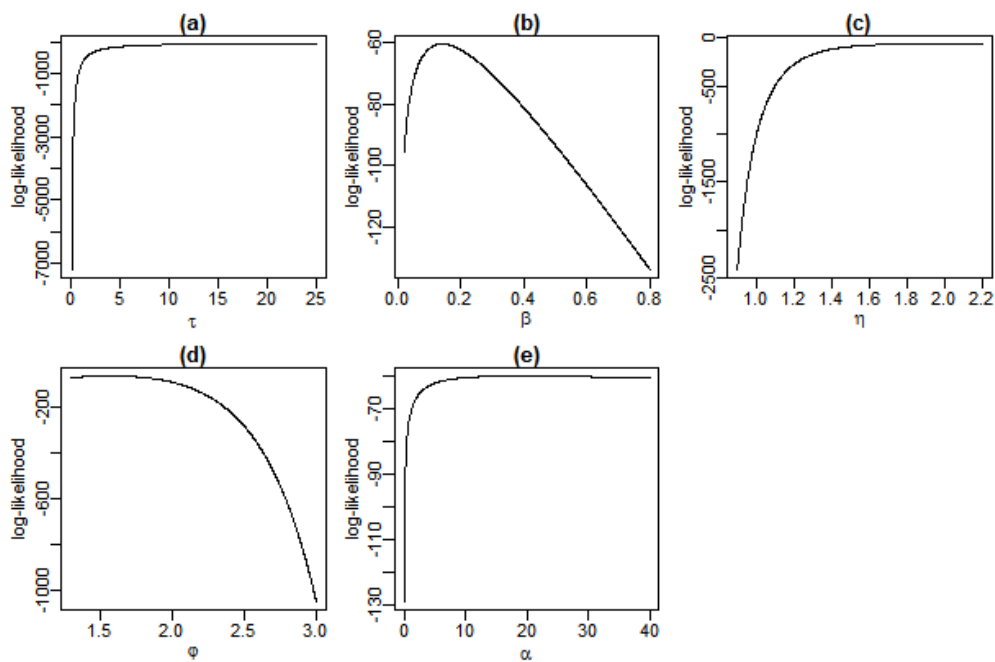 (a)
log-likelihood
-7000 -5000 -3000 -1000
0 5 10 15 20 25
τ
(b)
log-likelihood
-120 -100 -80 -60
0.0 0.2 0.4 0.6 0.8
β
(c)
log-likelihood
-2500 -1500 -500 0
1.0 1.2 1.4 1.6 1.8 2.0 2.2
η
(d)
log-likelihood
-1000 -600 -200
1.5 2.0 2.5 3.0
φ
(e)
log-likelihood
-130 -110 -90 -70
0 10 20 30 40
α